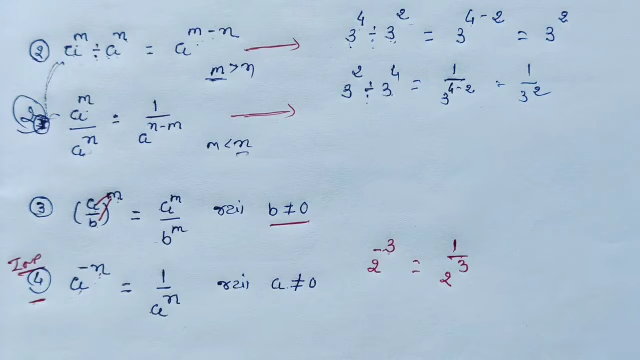 ② a^m ÷ a^n = a^(m-n) ⟶ 3^4 ÷ 3^2 = 3^(4-2) = 3^2
m > n
3^2 ÷ 3^4 = 1/3^(4-2) = 1/3^2
② a^m/a^n = 1/a^(n-m) ⟶
m < n
③ (a/b)^m = a^m/b^m જ્યાં b ≠ 0
Imp
④ a^-n = 1/a^n જ્યાં a ≠ 0 2^-3 = 1/2^3